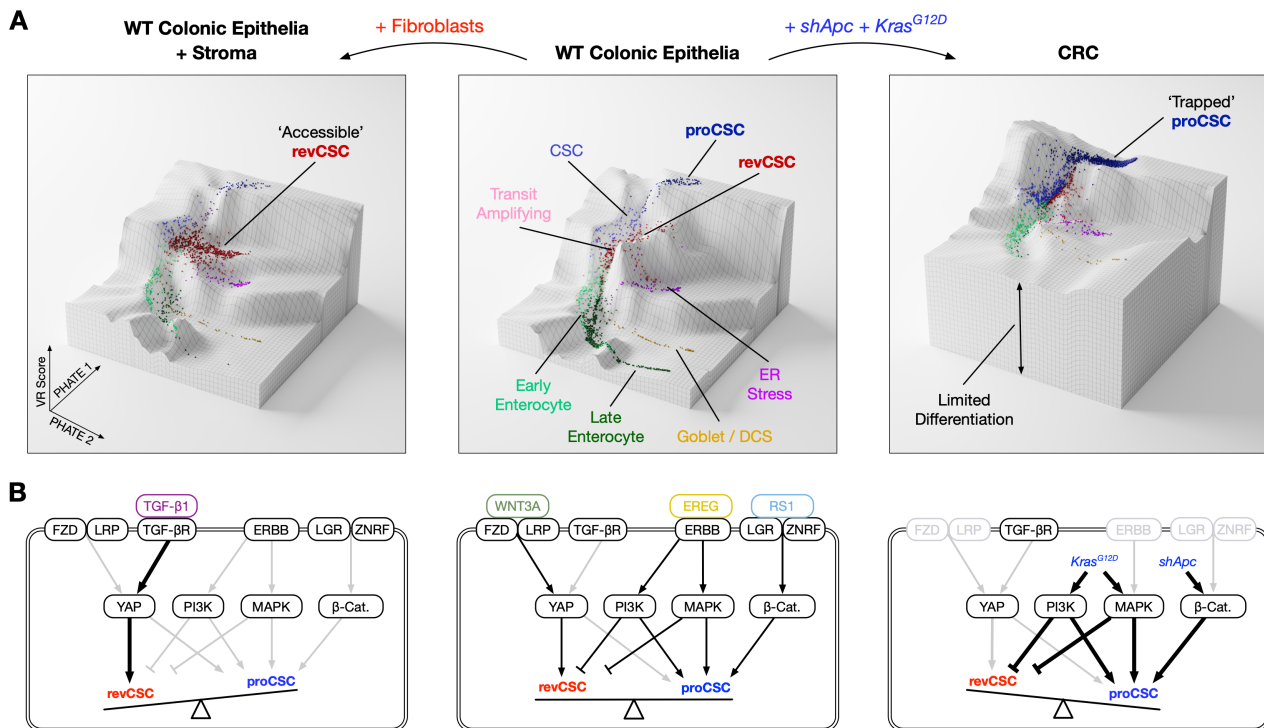 A
WT Colonic Epithelia
+ Stroma
+ Fibroblasts
WT Colonic Epithelia
+ shApc + Kras^G12D
CRC
'Accessible'
revCSC
VR Score
PHATE 1
PHATE 2
CSC
proCSC
revCSC
Transit
Amplifying
Early
Enterocyte
Late
Enterocyte
Goblet / DCS
ER
Stress
'Trapped'
proCSC
Limited
Differentiation
B
TGF-β1
FZD LRP TGF-βR ERBB LGR ZNRF
YAP PI3K MAPK β-Cat.
revCSC proCSC
WNT3A EREG RS1
FZD LRP TGF-βR ERBB LGR ZNRF
YAP PI3K MAPK β-Cat.
revCSC proCSC
FZD LRP TGF-βR ERBB LGR ZNRF
Kras^G12D shApc
YAP PI3K MAPK β-Cat.
revCSC proCSC